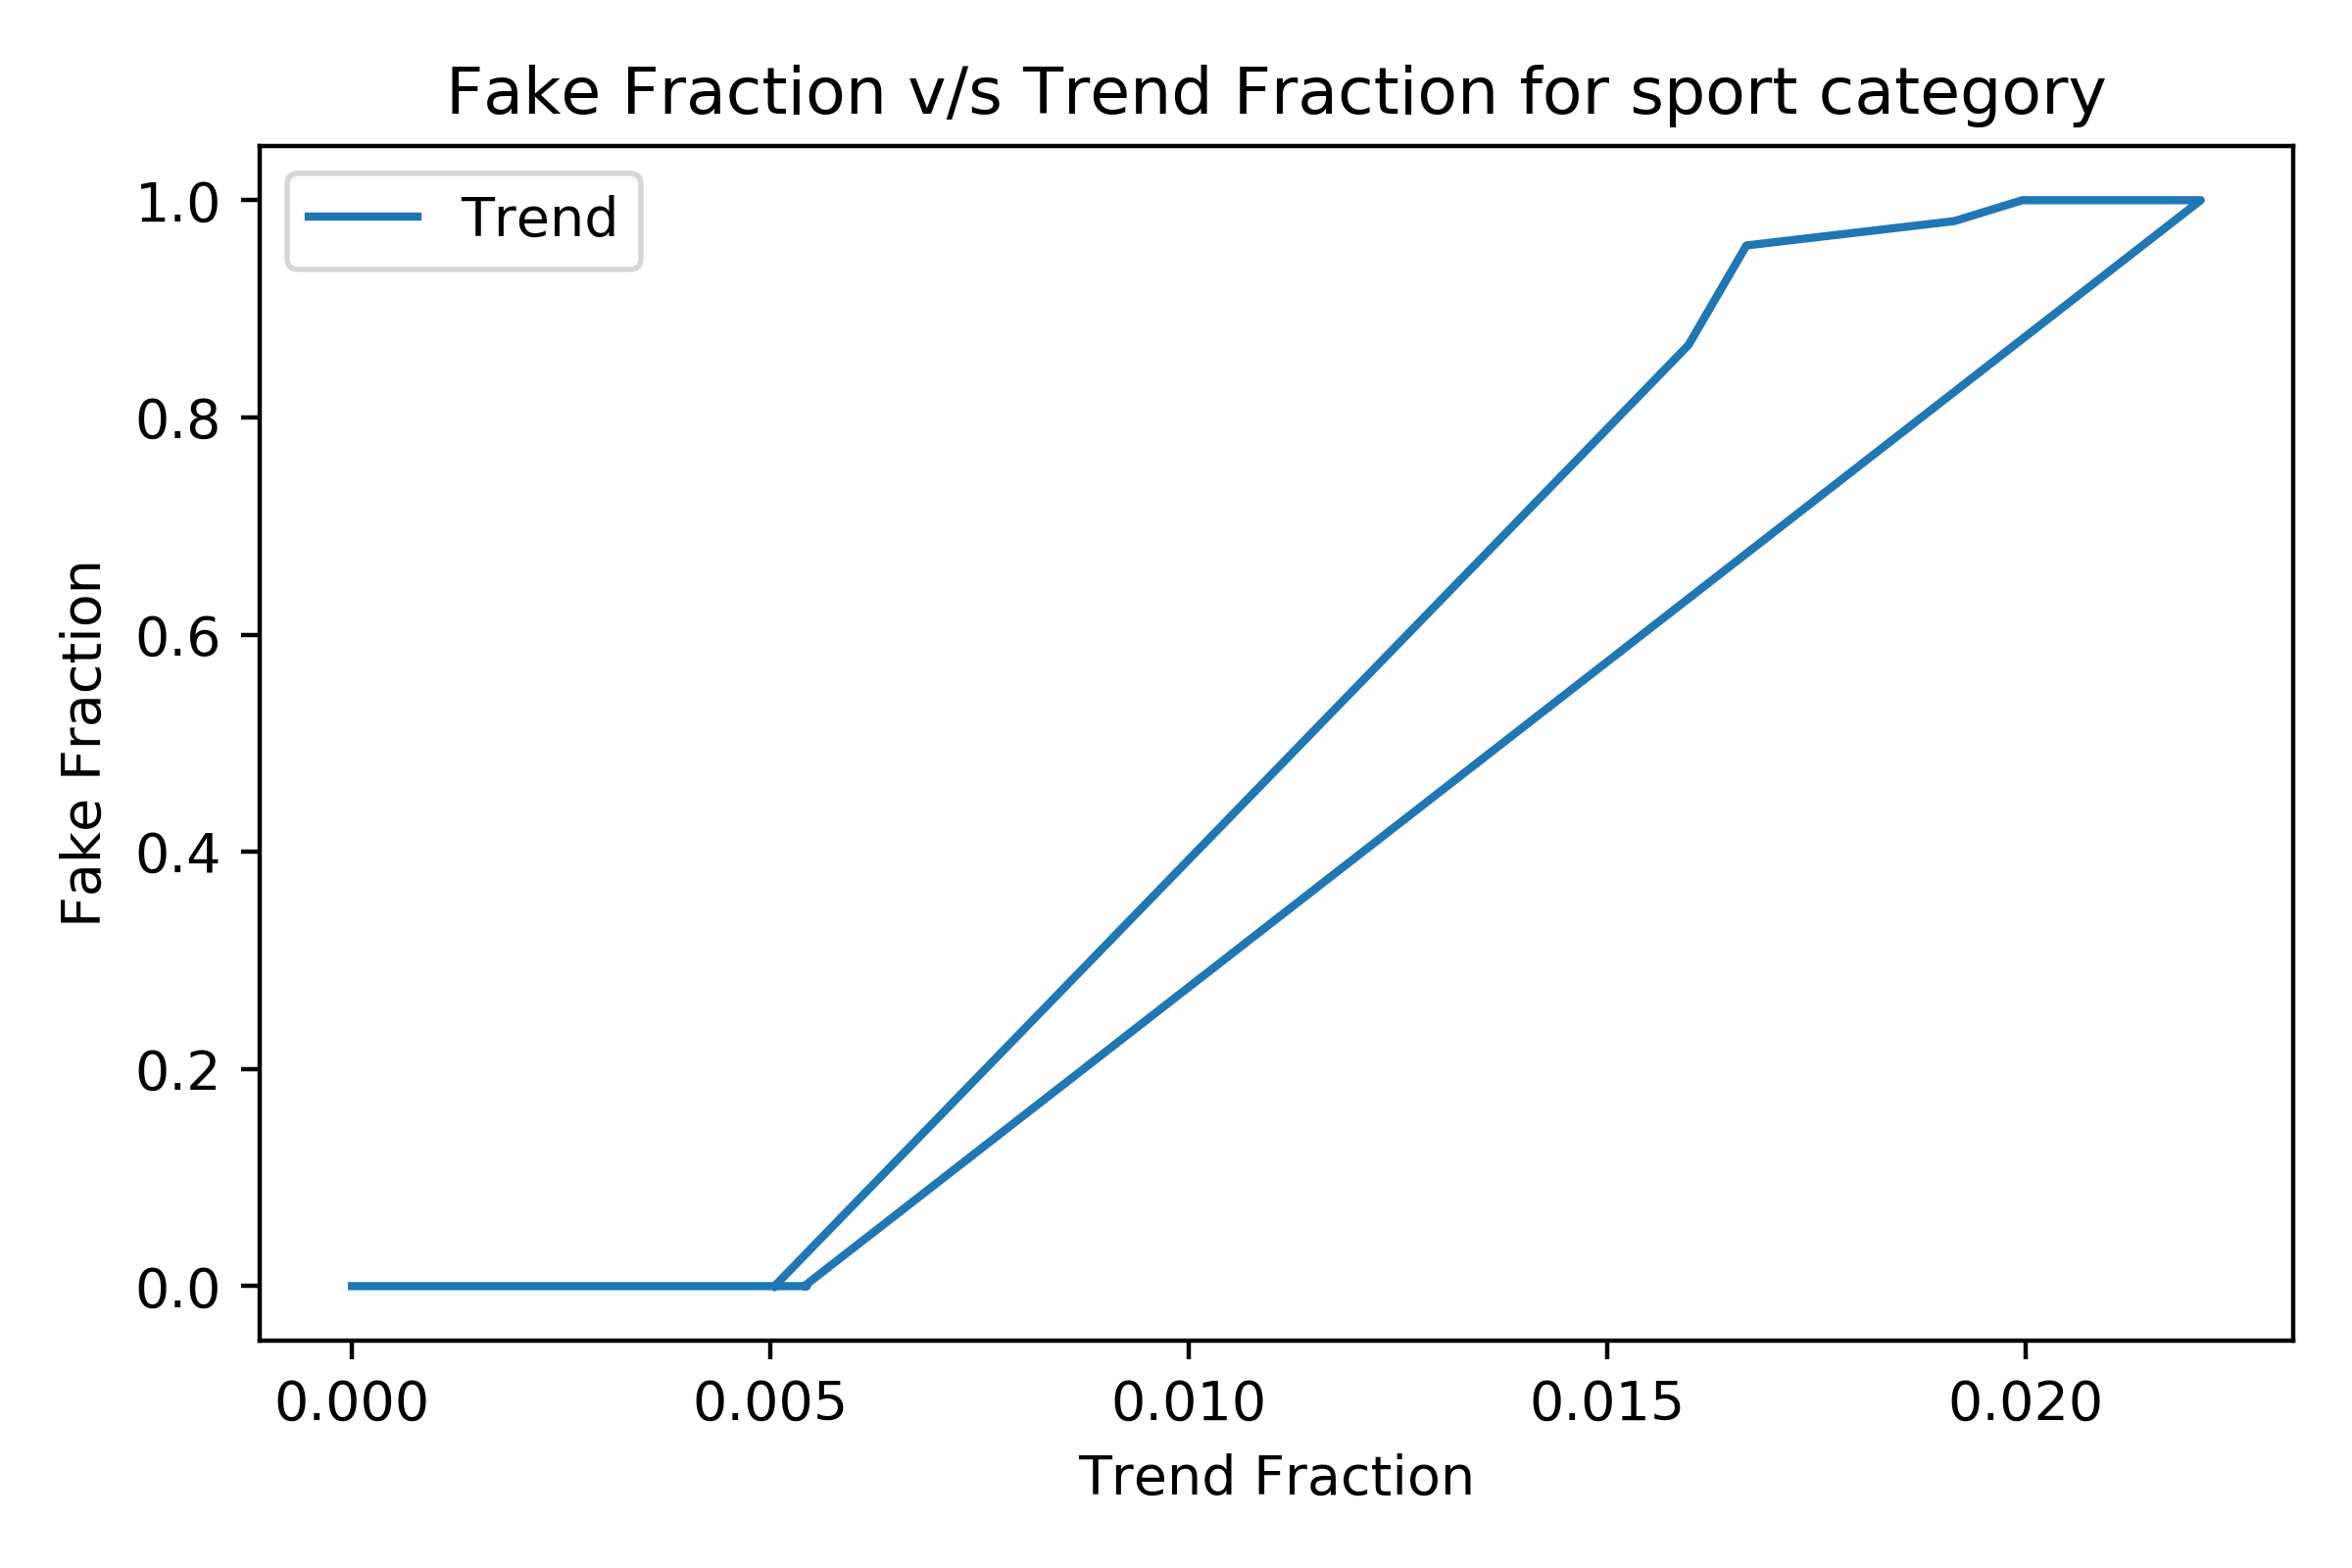 Fake Fraction v/s Trend Fraction for sport category
Trend
1.0
0.8
0.6
0.4
0.2
0.0
Fake Fraction
0.000 0.005 0.010 0.015 0.020
Trend Fraction